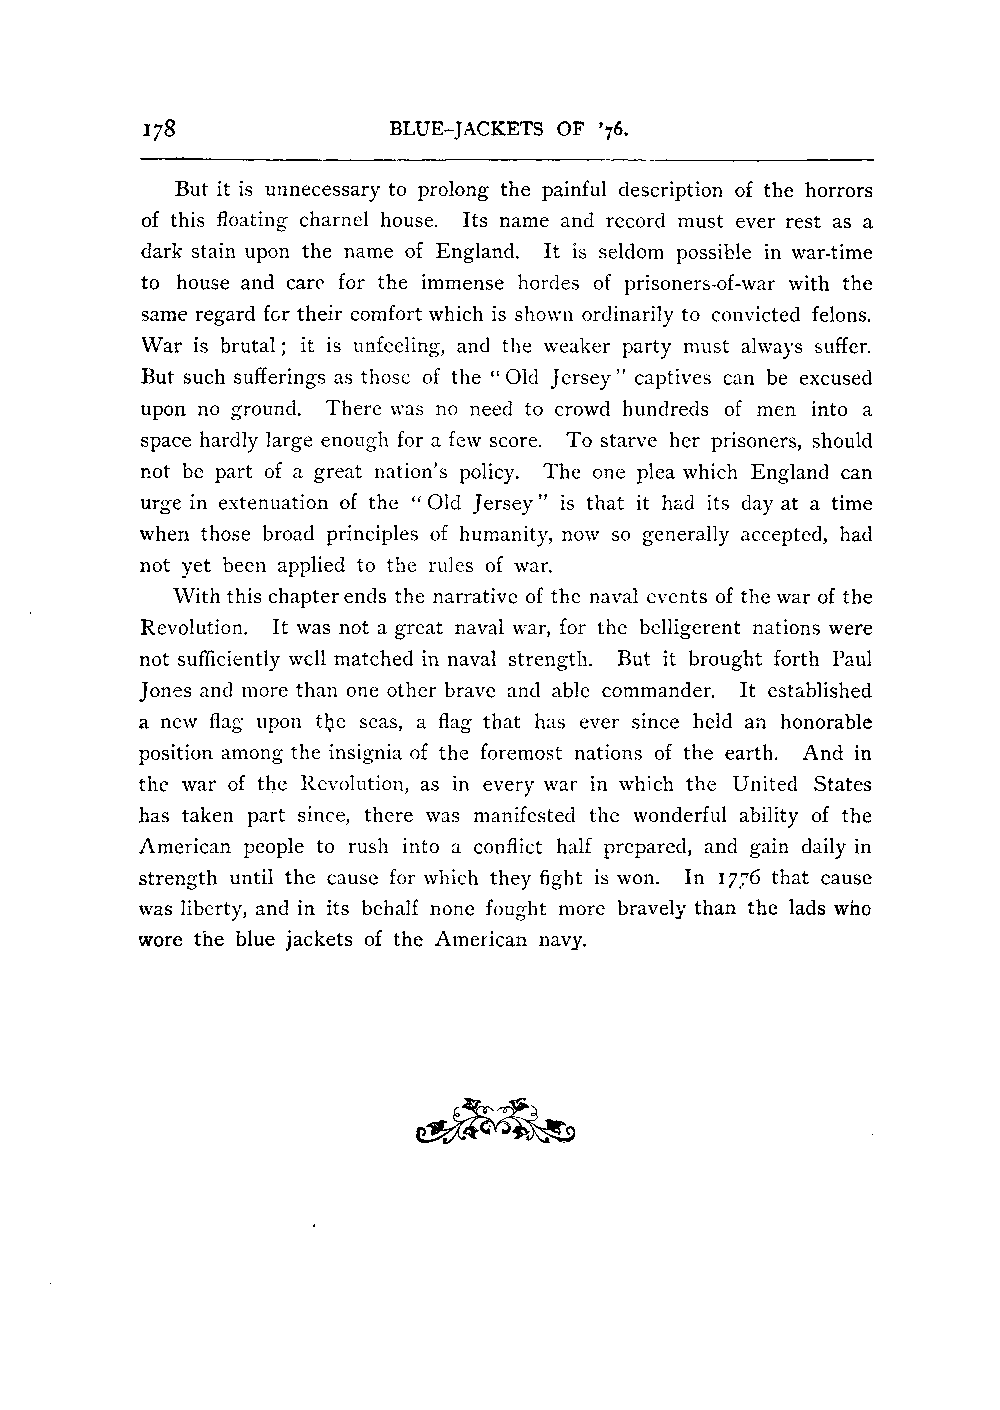 178 BLUE-JACKETS OF '76.
But it is unnecessary to prolong the painful description of the horrors
of this floating charnel house. Its name and record must ever rest as a
dark stain upon the name of England. It is seldom possible in war-time
to house and care for the immense hordes of prisoners-of-war with the
same regard for their comfort which is shown ordinarily to convicted felons.
War is brutal; it is unfeeling, and the weaker party must always suffer.
But such sufferings as those of the "Old Jersey" captives can be excused
upon no ground. There was no need to crowd hundreds of men into a
space hardly large enough for a few score. To starve her prisoners, should
not be part of a great nation's policy. The one plea which England can
urge in extenuation of the "Old Jersey" is that it had its day at a time
when those broad principles of humanity, now so generally accepted, had
not yet been applied to the rules of war.
With this chapter ends the narrative of the naval events of the war of the
Revolution. It was not a great naval war, for the belligerent nations were
not sufficiently well matched in naval strength. But it brought forth Paul
Jones and more than one other brave and able commander. It established
a new flag upon the seas, a flag that has ever since held an honorable
position among the insignia of the foremost nations of the earth. And in
the war of the Revolution, as in every war in which the United States
has taken part since, there was manifested the wonderful ability of the
American people to rush into a conflict half prepared, and gain daily in
strength until the cause for which they fight is won. In 1776 that cause
was liberty, and in its behalf none fought more bravely than the lads who
wore the blue jackets of the American navy.